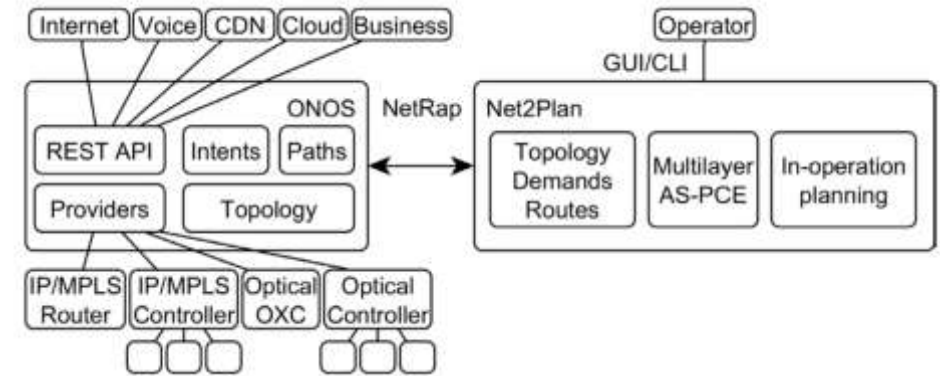 Internet
Voice
CDN
Cloud
Business
Operator
GUI/CLI
ONOS
NetRap
Net2Plan
REST API
Intents
Paths
Providers
Topology
Topology
Demands
Routes
Multilayer
AS-PCE
In-operation
planning
IP/MPLS
Router
IP/MPLS
Controller
Optical
OXC
Optical
Controller